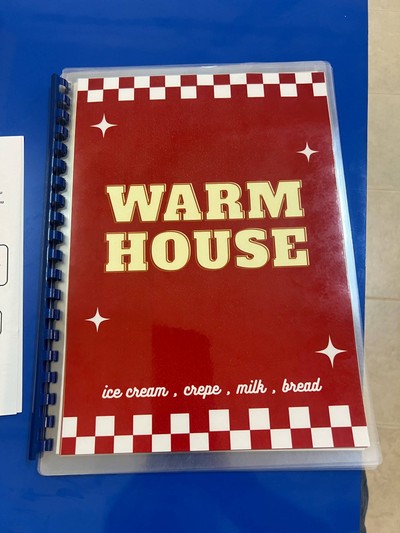 WARM
HOUSE
ice cream , crepe , milk , bread